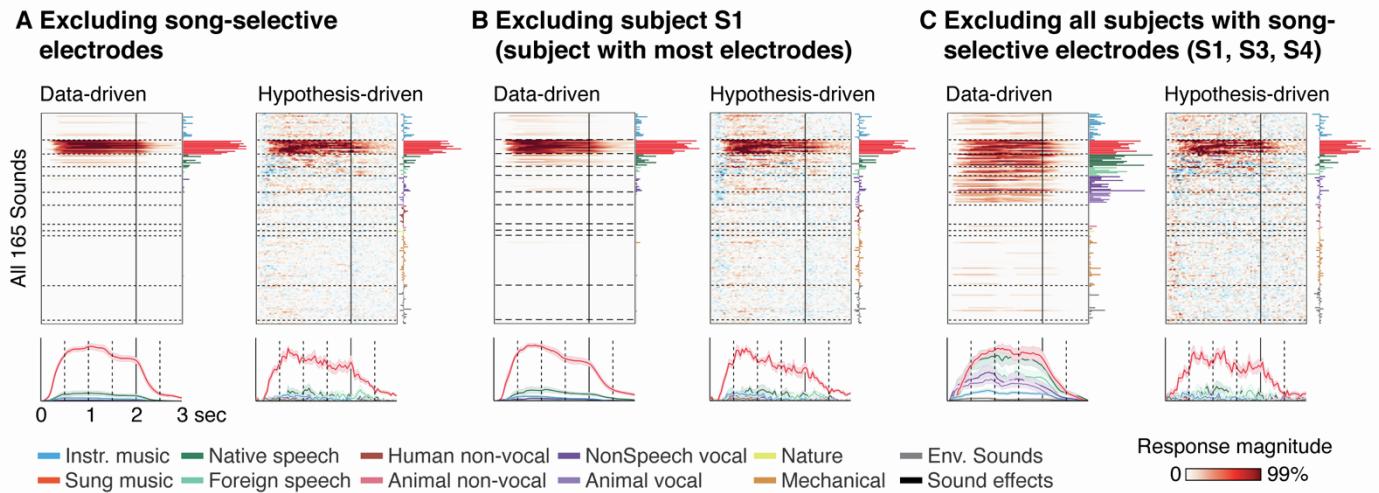 A Excluding song-selective
electrodes
B Excluding subject S1
(subject with most electrodes)
C Excluding all subjects with song-
selective electrodes (S1, S3, S4)
Data-driven
Hypothesis-driven
Data-driven
Hypothesis-driven
Data-driven
Hypothesis-driven
All 165 Sounds
0 1 2 3 sec
Instr. music
Native speech
Human non-vocal
NonSpeech vocal
Nature
Env. Sounds
Sung music
Foreign speech
Animal non-vocal
Animal vocal
Mechanical
Sound effects
Response magnitude
0 99%